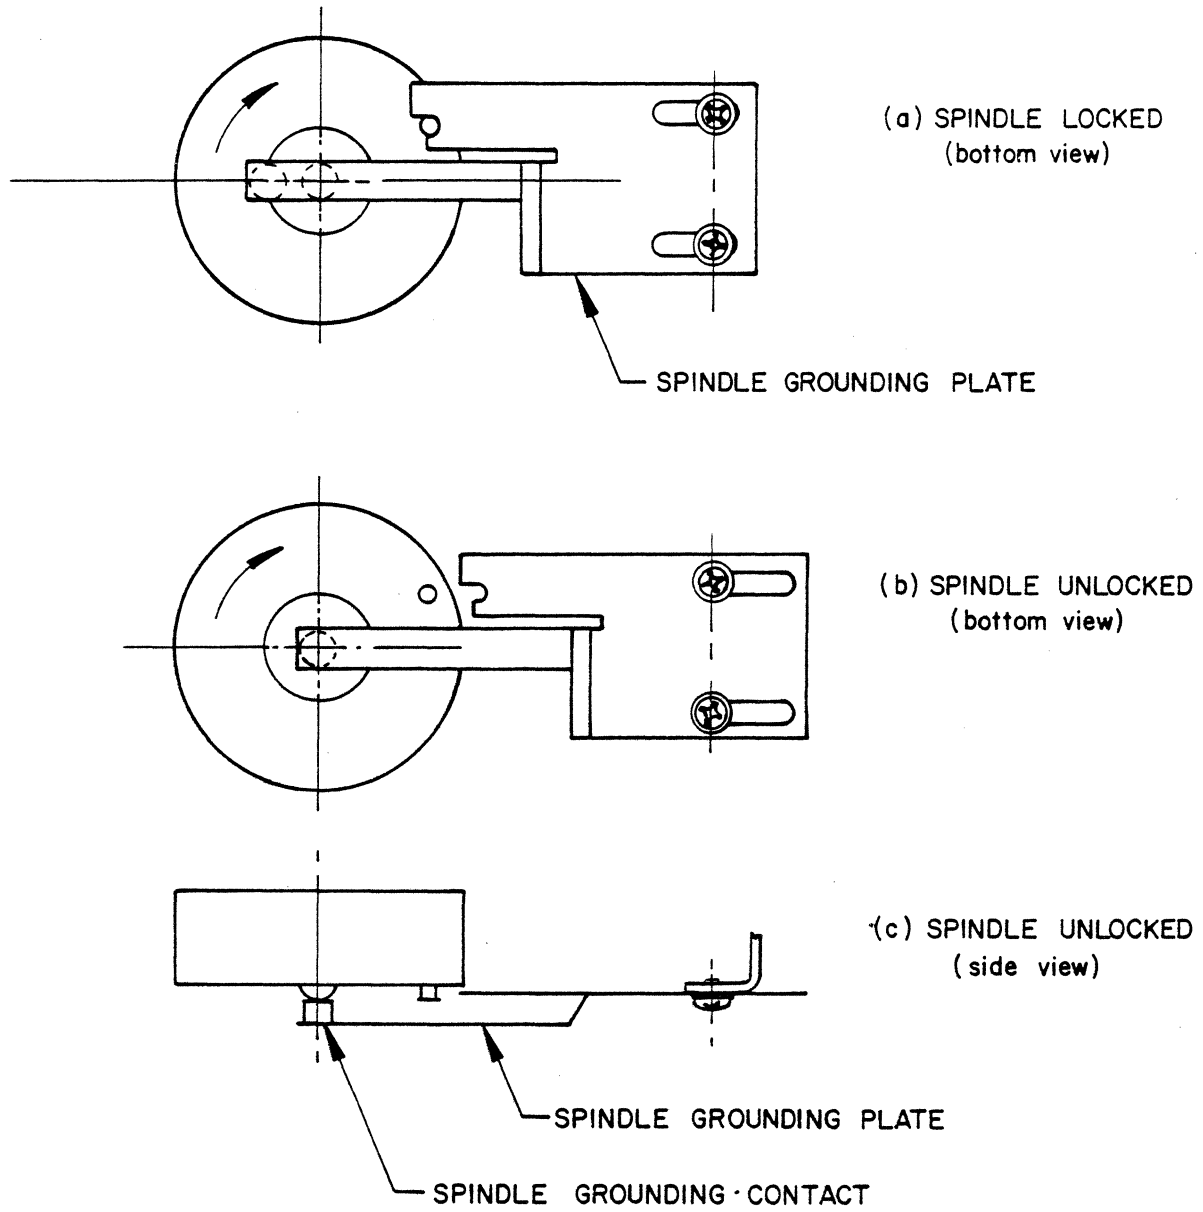 (a) SPINDLE LOCKED
(bottom view)
SPINDLE GROUNDING PLATE
(b) SPINDLE UNLOCKED
(bottom view)
(c) SPINDLE UNLOCKED
(side view)
SPINDLE GROUNDING PLATE
SPINDLE GROUNDING CONTACT